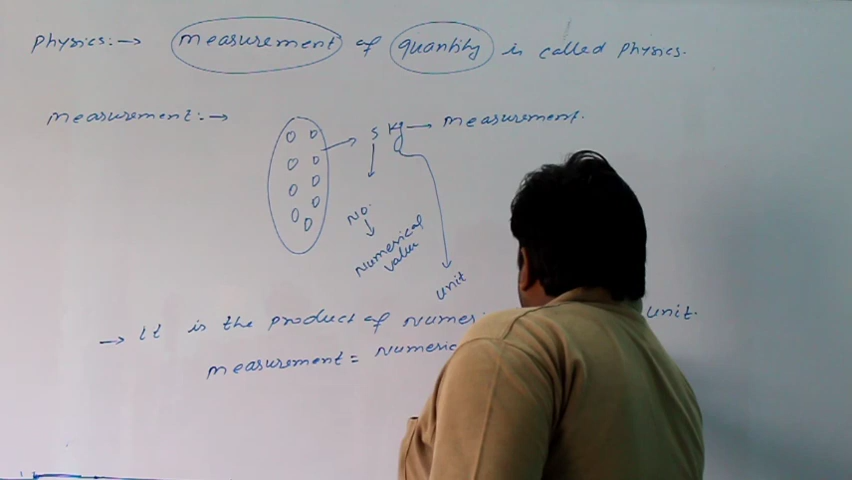 Physics:→ measurement of quantity is called Physics.
measurement:→
5 Kg → measurement.
No.
Numerical value
unit
→ It is the product of Numeri unit.
measurement = Numeric